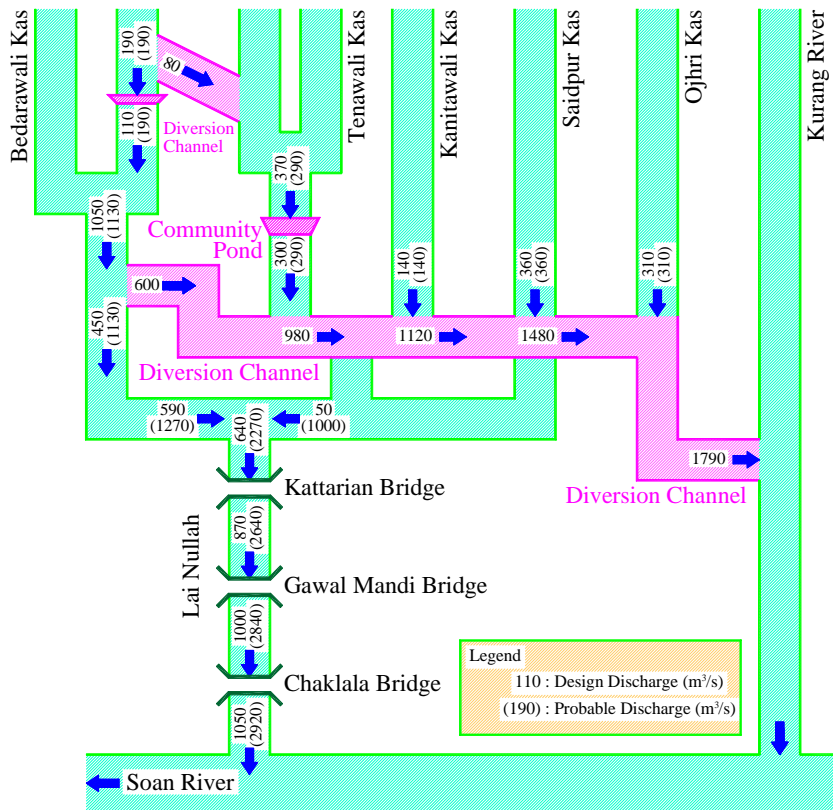 Bedarawali Kas
190
(190)
80
Diversion
Channel
110
(190)
Tenawali Kas
Kanitawali Kas
Saidpur Kas
Ojhri Kas
Kurang River
370
(290)
Community
Pond
300
(290)
1050
(1130)
600
450
(1130)
140
(140)
360
(360)
310
(310)
980
1120
1480
Diversion Channel
590
(1270)
50
(1000)
640
(2270)
1790
Diversion Channel
Kattarian Bridge
Lai Nullah
870
(2640)
Gawal Mandi Bridge
1000
(2840)
Chaklala Bridge
1050
(2920)
Legend
110 : Design Discharge (m³/s)
(190) : Probable Discharge (m³/s)
Soan River